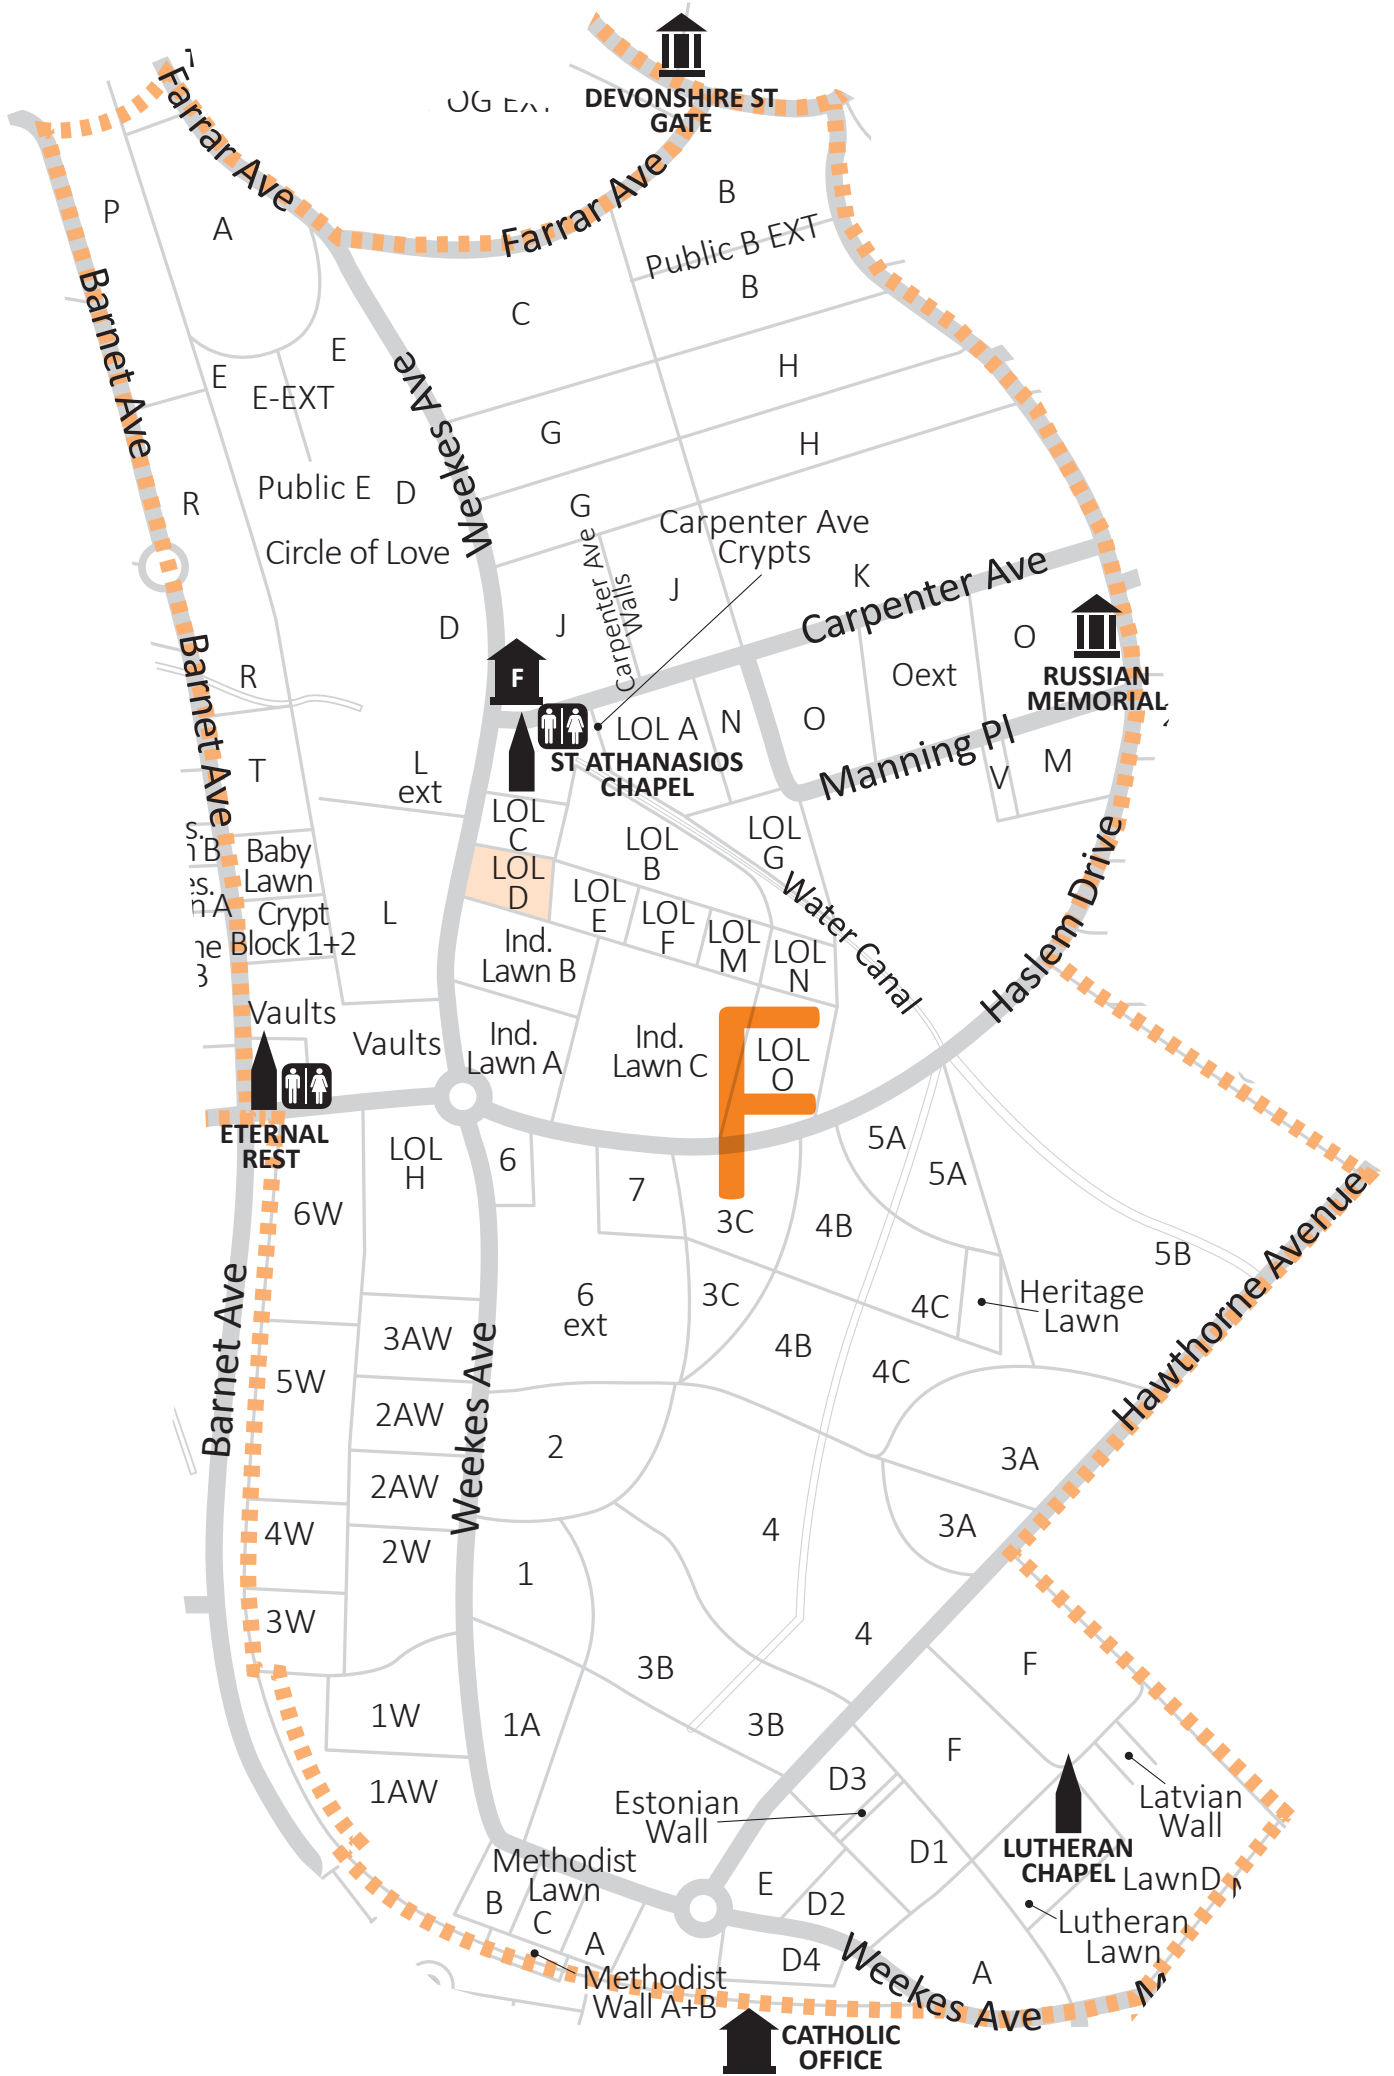 DEVONSHIRE ST
GATE
Farrar Ave
Farrar Ave
P
A
B
Public B EXT
B
C
Barnet Ave
E
E
E-EXT
Weekes Ave
H
G
H
R
Public E
D
G
Circle of Love
Carpenter Ave
Walls
Carpenter Ave
Crypts
J
J
K
Carpenter Ave
D
F
O
Oext
RUSSIAN
MEMORIAL
Barnet Ave
R
LOL A
N
O
Manning Pl
V
M
ST ATHANASIOS
CHAPEL
T
L
ext
LOL
C
LOL
B
LOL
G
Baby
Lawn
LOL
D
LOL
E
LOL
F
LOL
M
LOL
N
Water Canal
Haslem Drive
Crypt
Block 1+2
L
Ind.
Lawn B
Vaults
Vaults
Ind.
Lawn A
Ind.
Lawn C
F
LOL
O
ETERNAL
REST
LOL
H
6
7
5A
5A
6W
3C
4B
5B
Barnet Ave
6
ext
3C
4C
Heritage
Lawn
Hawthorne Avenue
3AW
4B
4C
5W
Weekes Ave
2AW
2
3A
2AW
4W
2W
4
3A
1
3W
4
3B
F
1W
1A
3B
F
1AW
D3
Estonian
Wall
Latvian
Wall
D1
LUTHERAN
CHAPEL
LawnD
Methodist
Lawn
B
C
A
E
D2
Lutheran
Lawn
D4
Weekes Ave
A
Methodist
Wall A+B
CATHOLIC
OFFICE